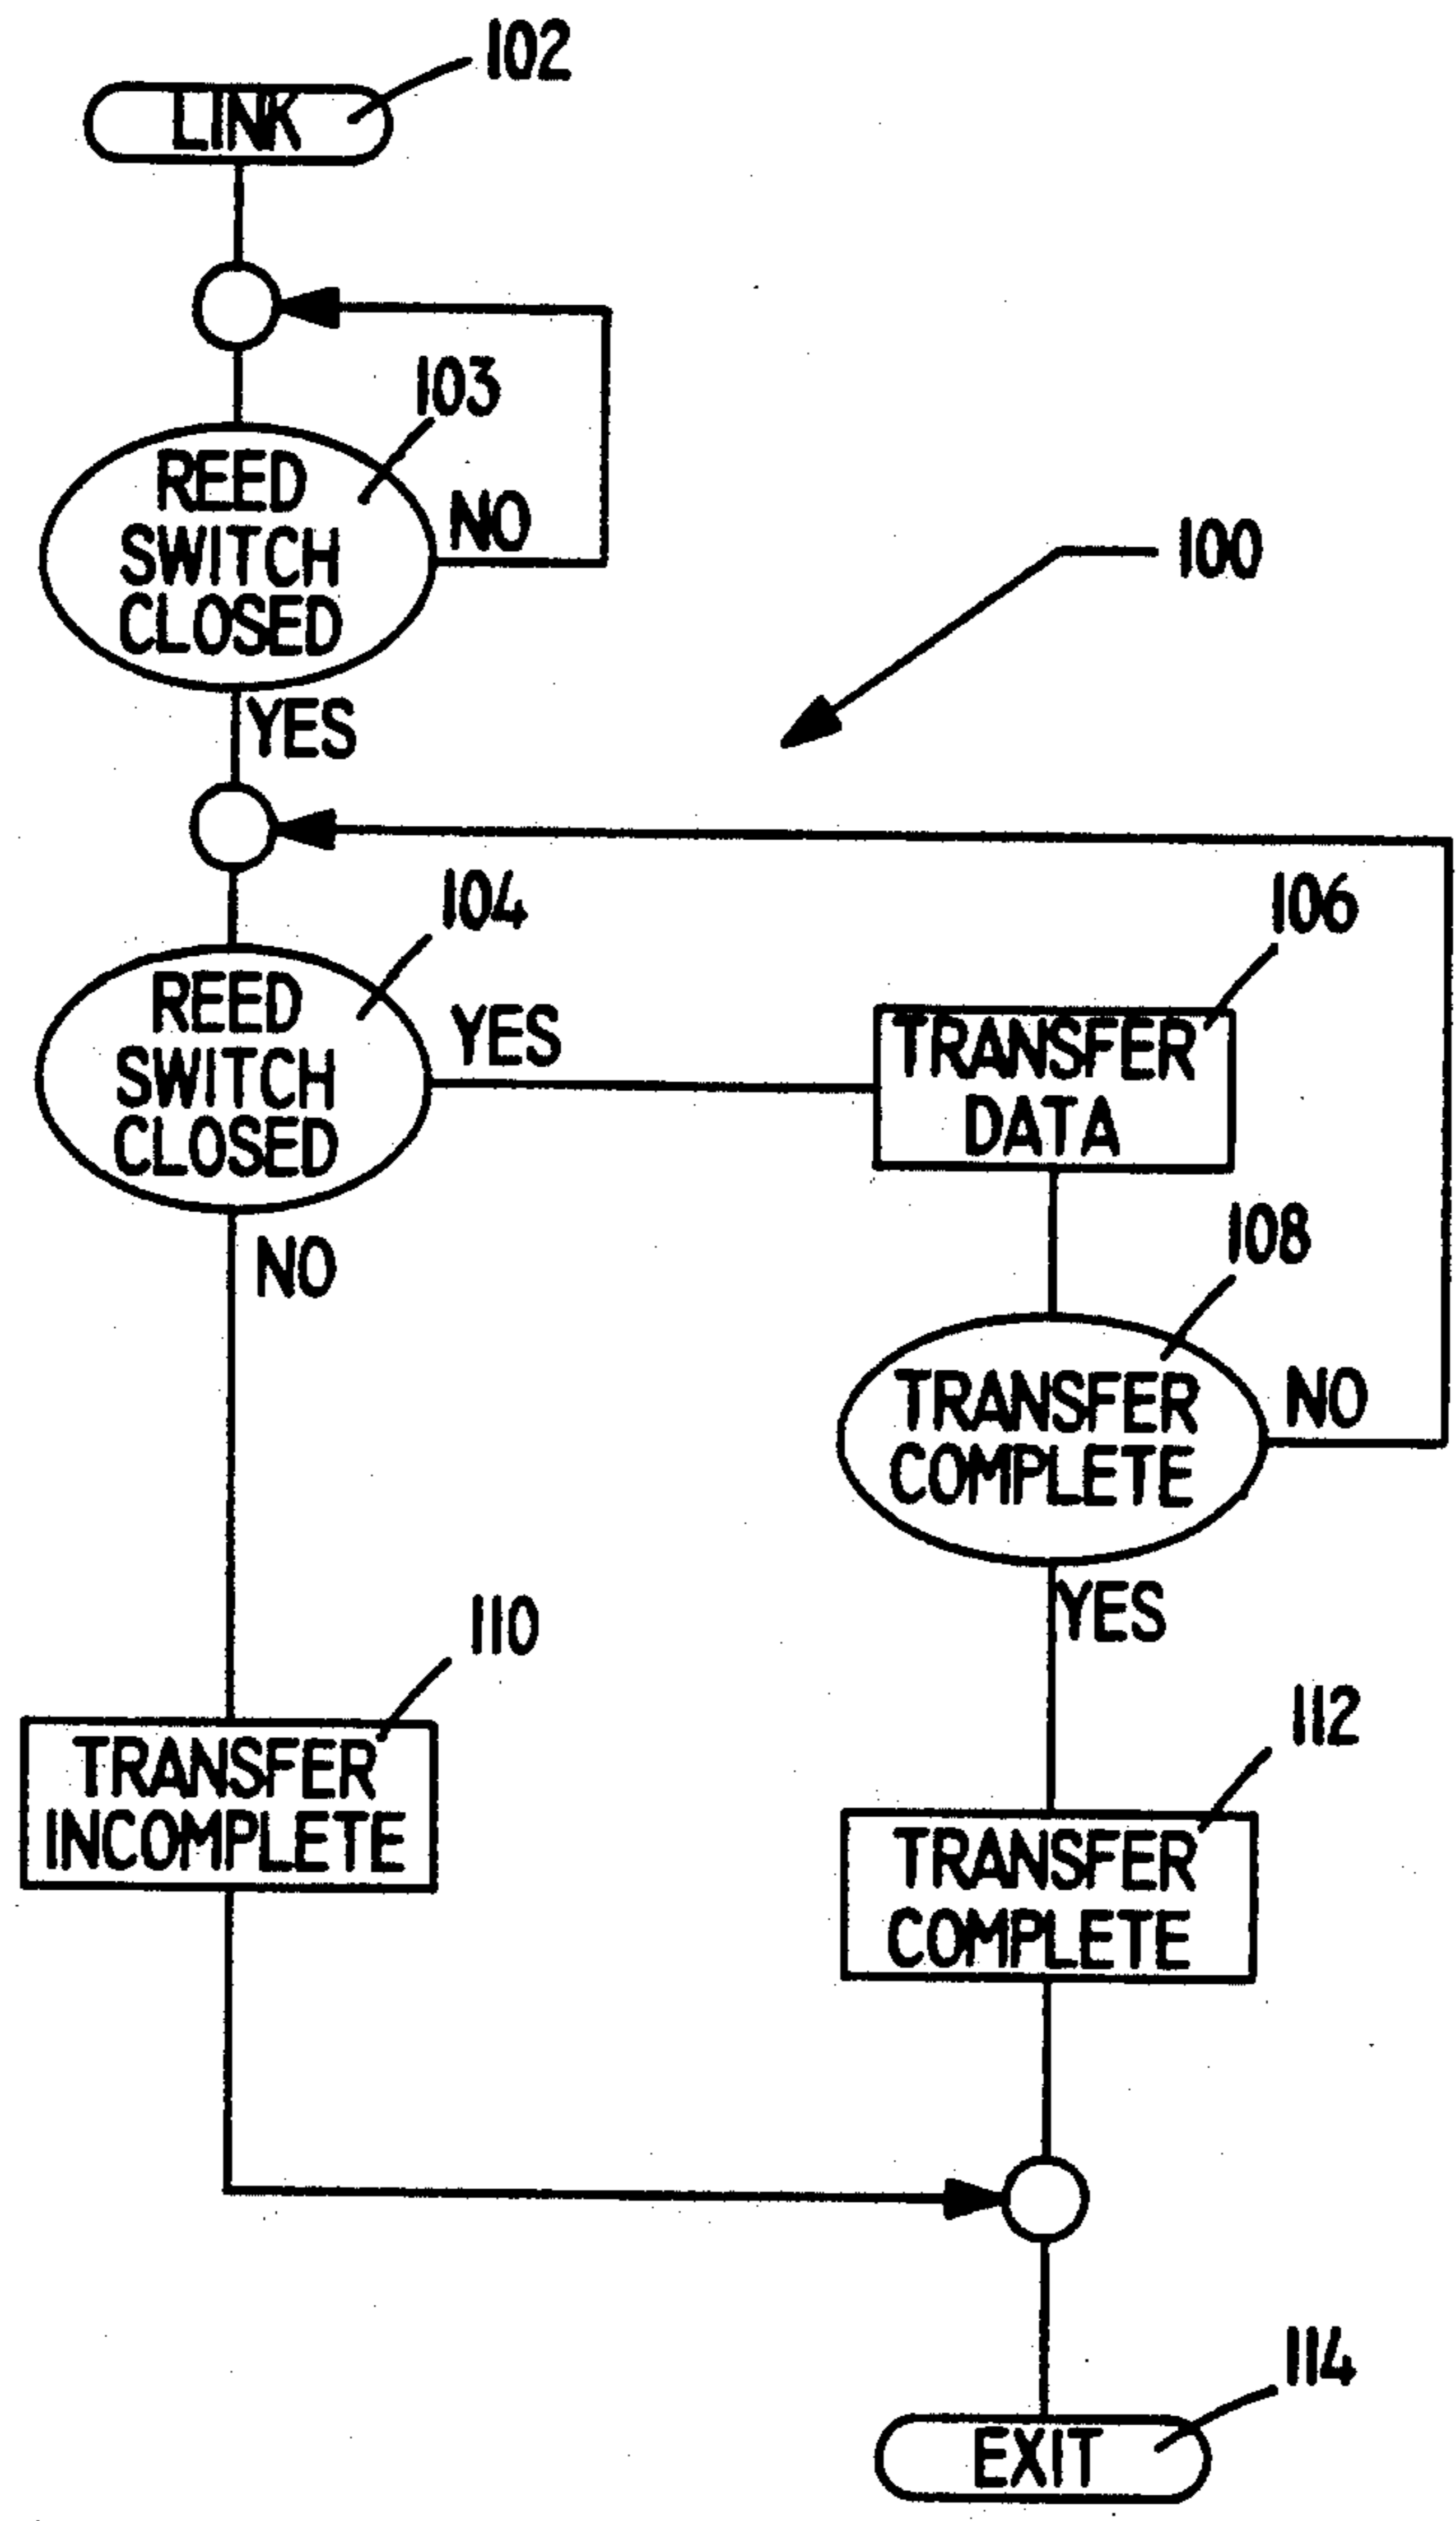 102
LINK
103
REED
SWITCH
CLOSED
NO
100
YES
104
REED
SWITCH
CLOSED
YES
106
TRANSFER
DATA
108
NO
TRANSFER
COMPLETE
NO
YES
110
TRANSFER
INCOMPLETE
112
TRANSFER
COMPLETE
114
EXIT